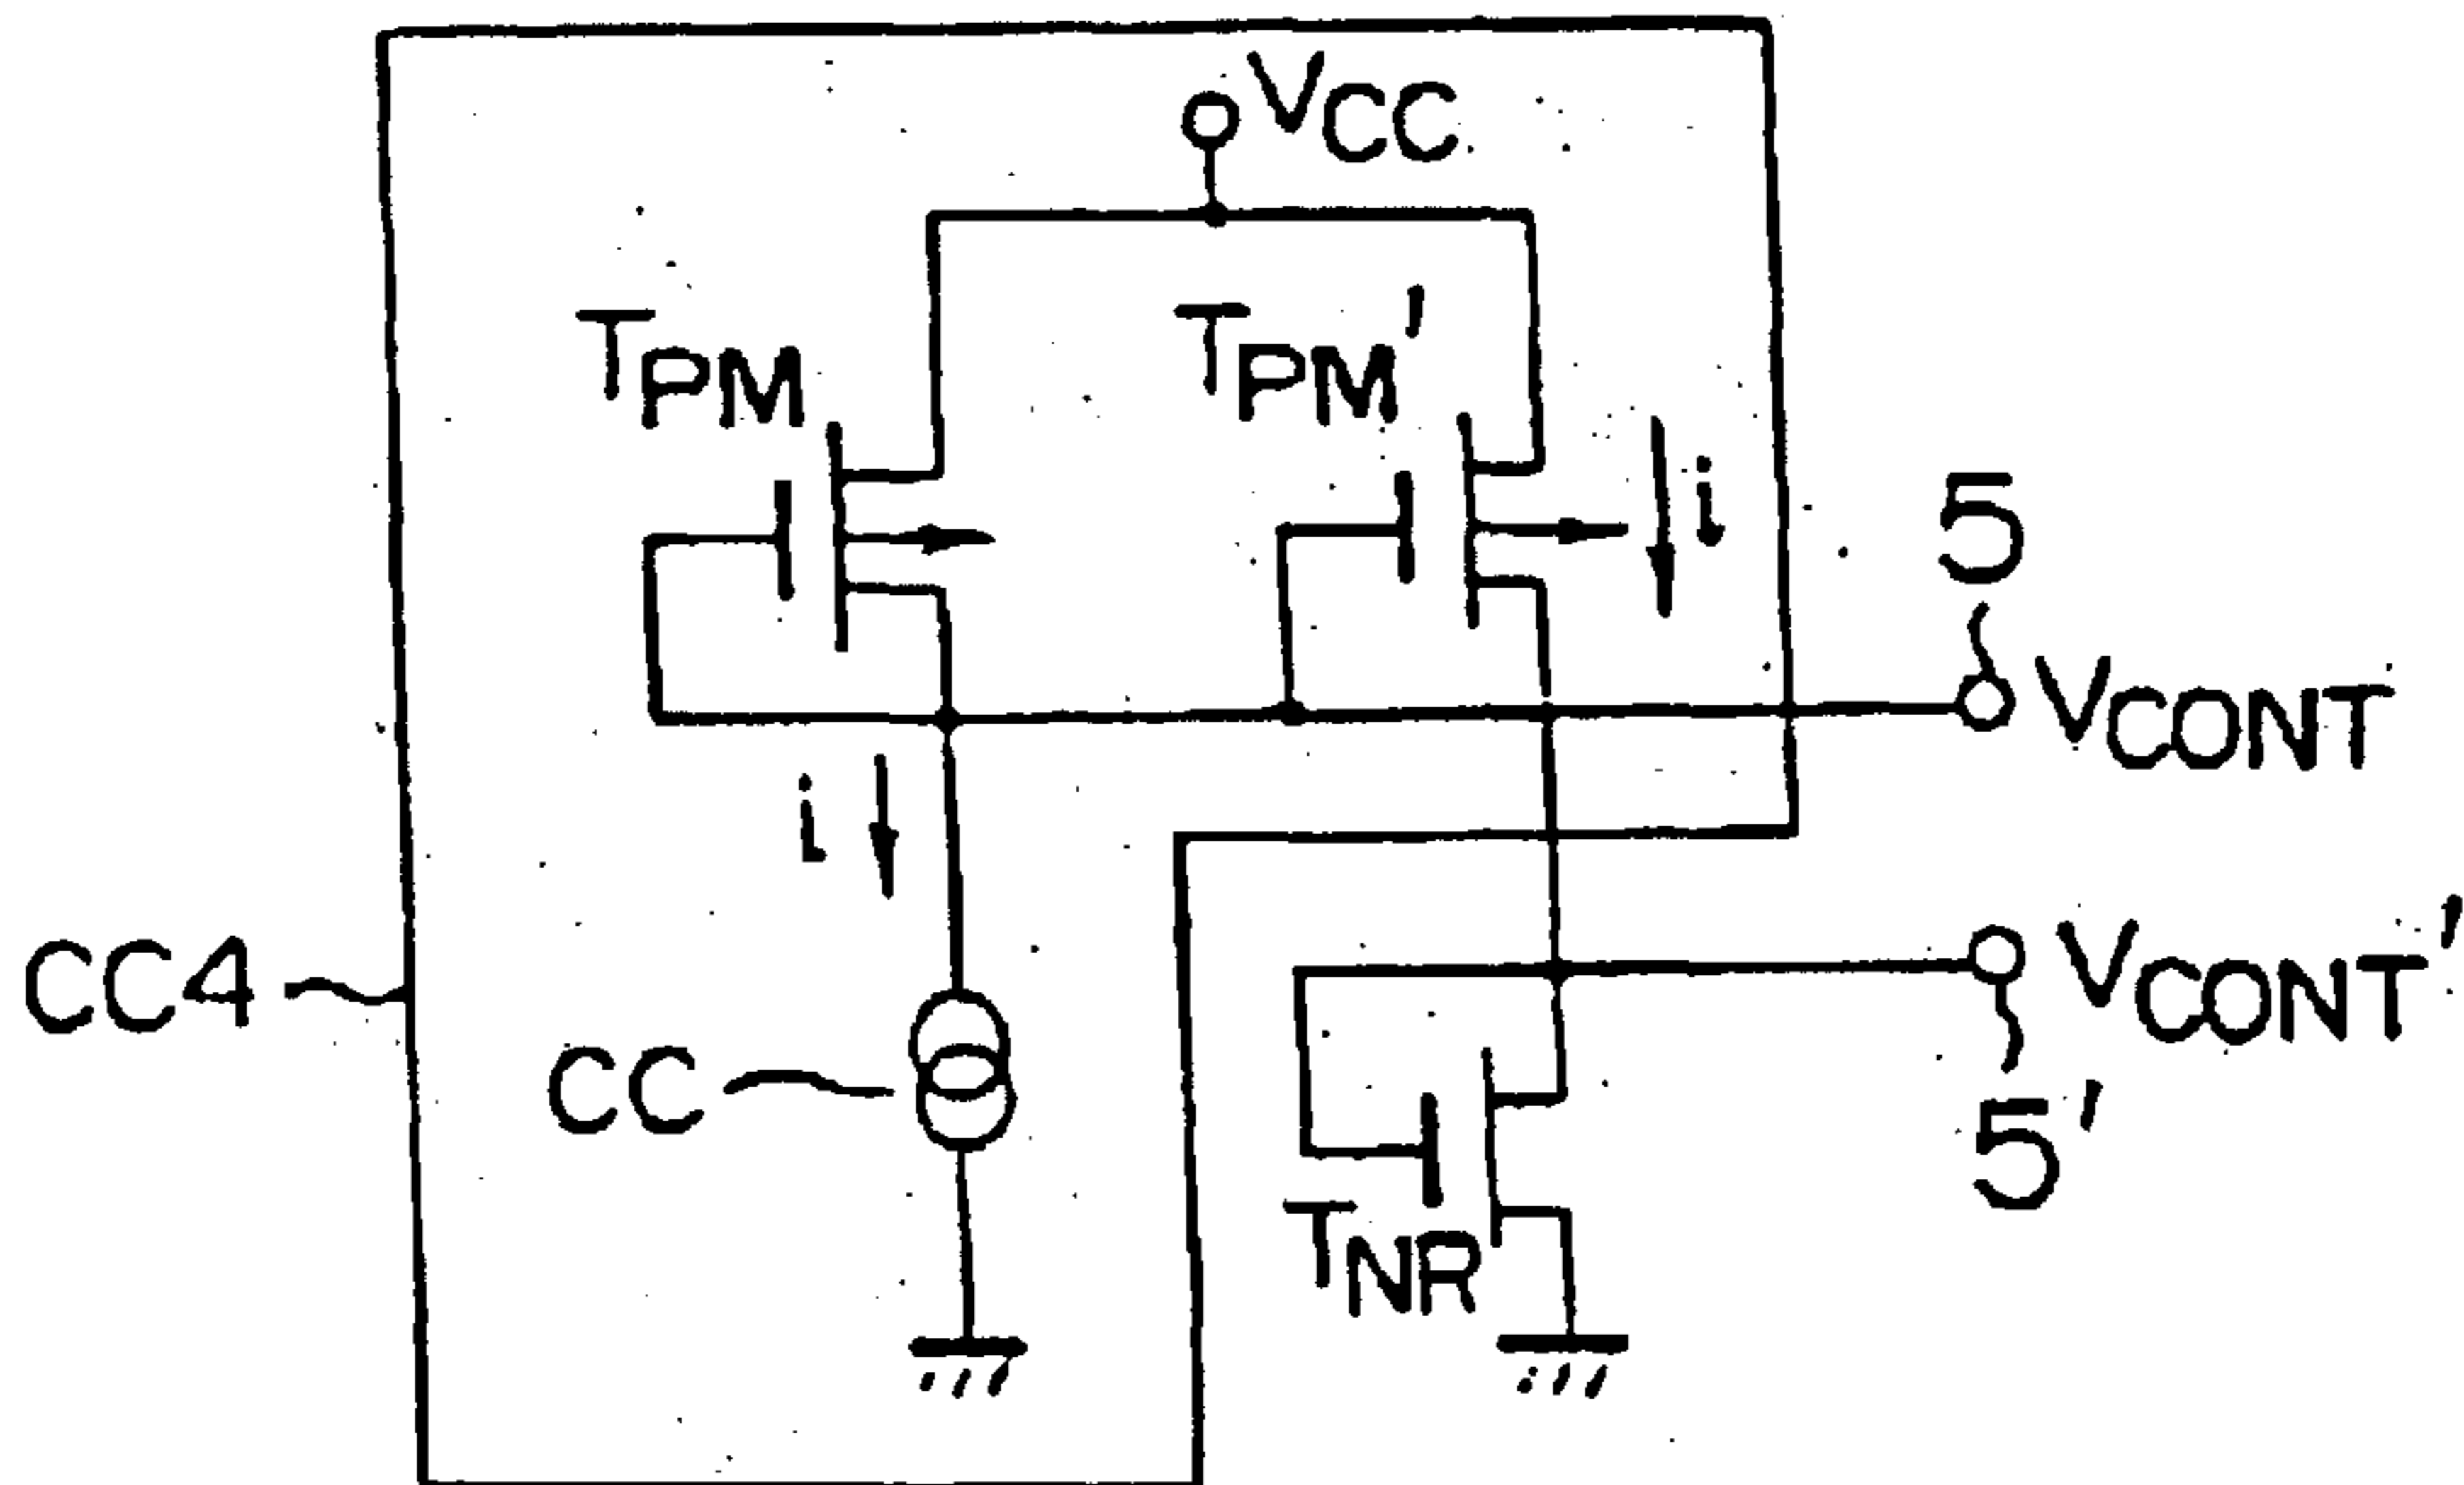 VCC
TPM
TPM'
i
5
VCONT
i
CC4
CC
VCONT'
5'
TNR